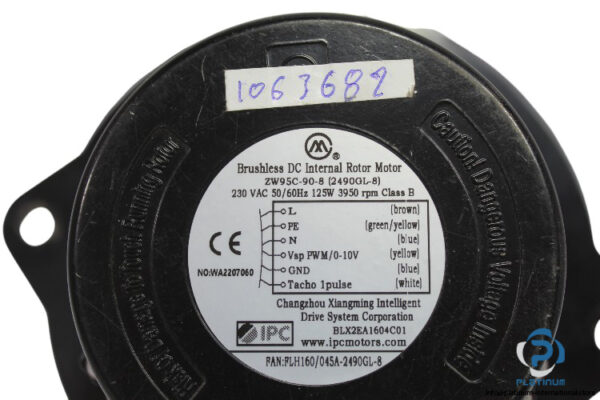 1063682
Brushless DC Internal Rotor Motor
ZW95C-90-8 (2490GL-8)
230 VAC 50/60Hz 125W 3950 rpm Class B
L (brown)
PE (green/yellow)
N (blue)
Vsp PWM/0-10V (yellow)
GND (blue)
Tacho 1pulse (white)
CE
NO:WA2207060
Changzhou Xiangming Intelligent
Drive System Corporation
BLX2EA1604C01
IPC
www.ipcmotors.com
FAN:FLH160/045A-2490GL-8
Caution! Dangerous Voltage Inside
Running Motor
PLATINUM